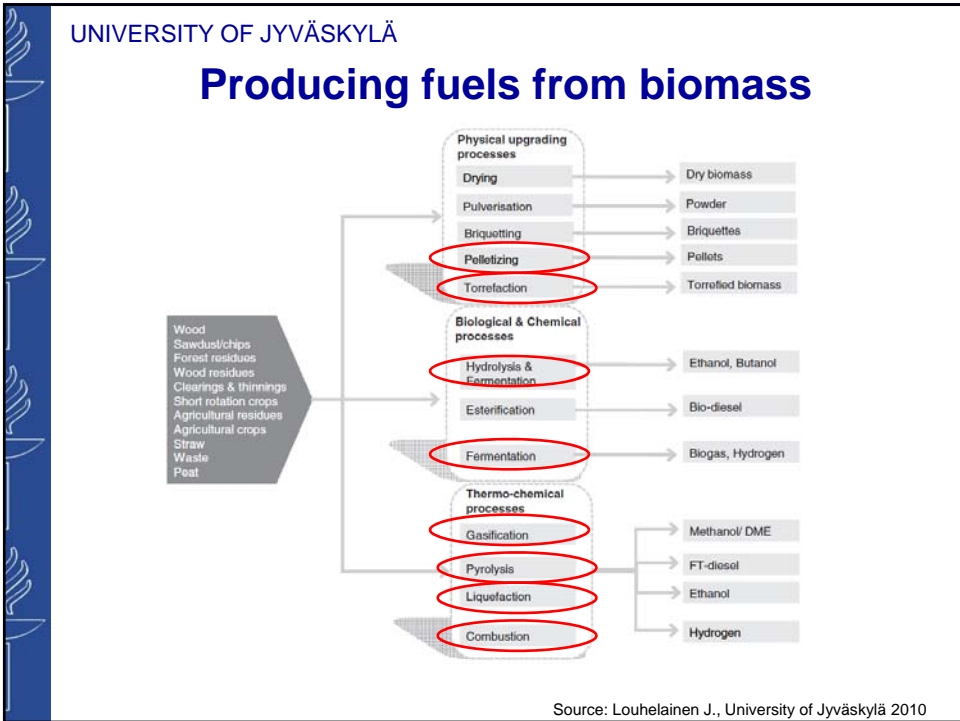 UNIVERSITY OF JYVÄSKYLÄ
Producing fuels from biomass
Wood
Sawdust/chips
Forest residues
Wood residues
Clearings & thinnings
Short rotation crops
Agricultural residues
Agricultural crops
Straw
Waste
Peat
Physical upgrading
processes
Drying
Dry biomass
Pulverisation
Powder
Briquetting
Briquettes
Pelletizing
Pellets
Torrefaction
Torrefied biomass
Biological & Chemical
processes
Hydrolysis &
Fermentation
Ethanol, Butanol
Esterification
Bio-diesel
Fermentation
Biogas, Hydrogen
Thermo-chemical
processes
Gasification
Pyrolysis
Liquefaction
Combustion
Methanol/ DME
FT-diesel
Ethanol
Hydrogen
Source: Louhelainen J., University of Jyväskylä 2010